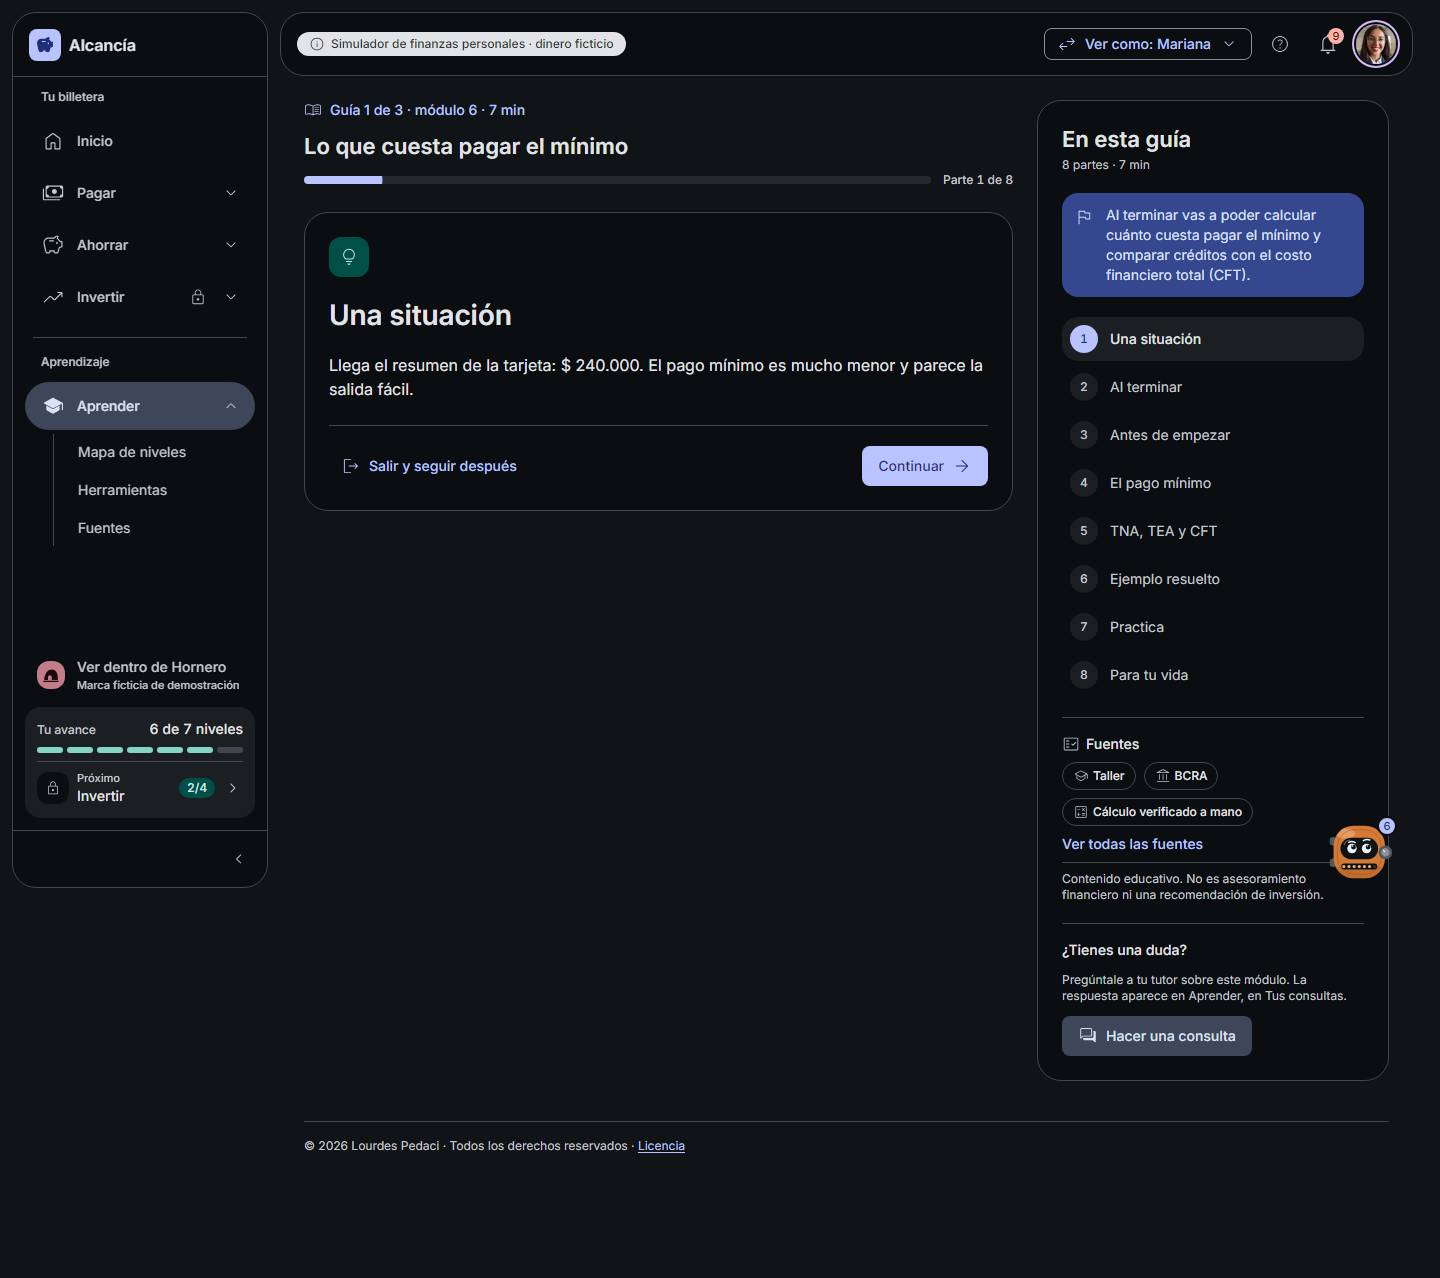 Alcancía
Tu billetera
Inicio
Pagar
Ahorrar
Invertir
Aprendizaje
Aprender
Mapa de niveles
Herramientas
Fuentes
Ver dentro de Hornero
Marca ficticia de demostración
Tu avance
6 de 7 niveles
Próximo
Invertir
2/4
Simulador de finanzas personales · dinero ficticio
Ver como: Mariana
9
Guía 1 de 3 · módulo 6 · 7 min
Lo que cuesta pagar el mínimo
Parte 1 de 8
Una situación
Llega el resumen de la tarjeta: $ 240.000. El pago mínimo es mucho menor y parece la
salida fácil.
Salir y seguir después
Continuar
En esta guía
8 partes · 7 min
Al terminar vas a poder calcular
cuánto cuesta pagar el mínimo y
comparar créditos con el costo
financiero total (CFT).
1 Una situación
2 Al terminar
3 Antes de empezar
4 El pago mínimo
5 TNA, TEA y CFT
6 Ejemplo resuelto
7 Practica
8 Para tu vida
Fuentes
Taller
BCRA
Cálculo verificado a mano
6
Ver todas las fuentes
Contenido educativo. No es asesoramiento
financiero ni una recomendación de inversión.
¿Tienes una duda?
Pregúntale a tu tutor sobre este módulo. La
respuesta aparece en Aprender, en Tus consultas.
Hacer una consulta
© 2026 Lourdes Pedaci · Todos los derechos reservados · Licencia